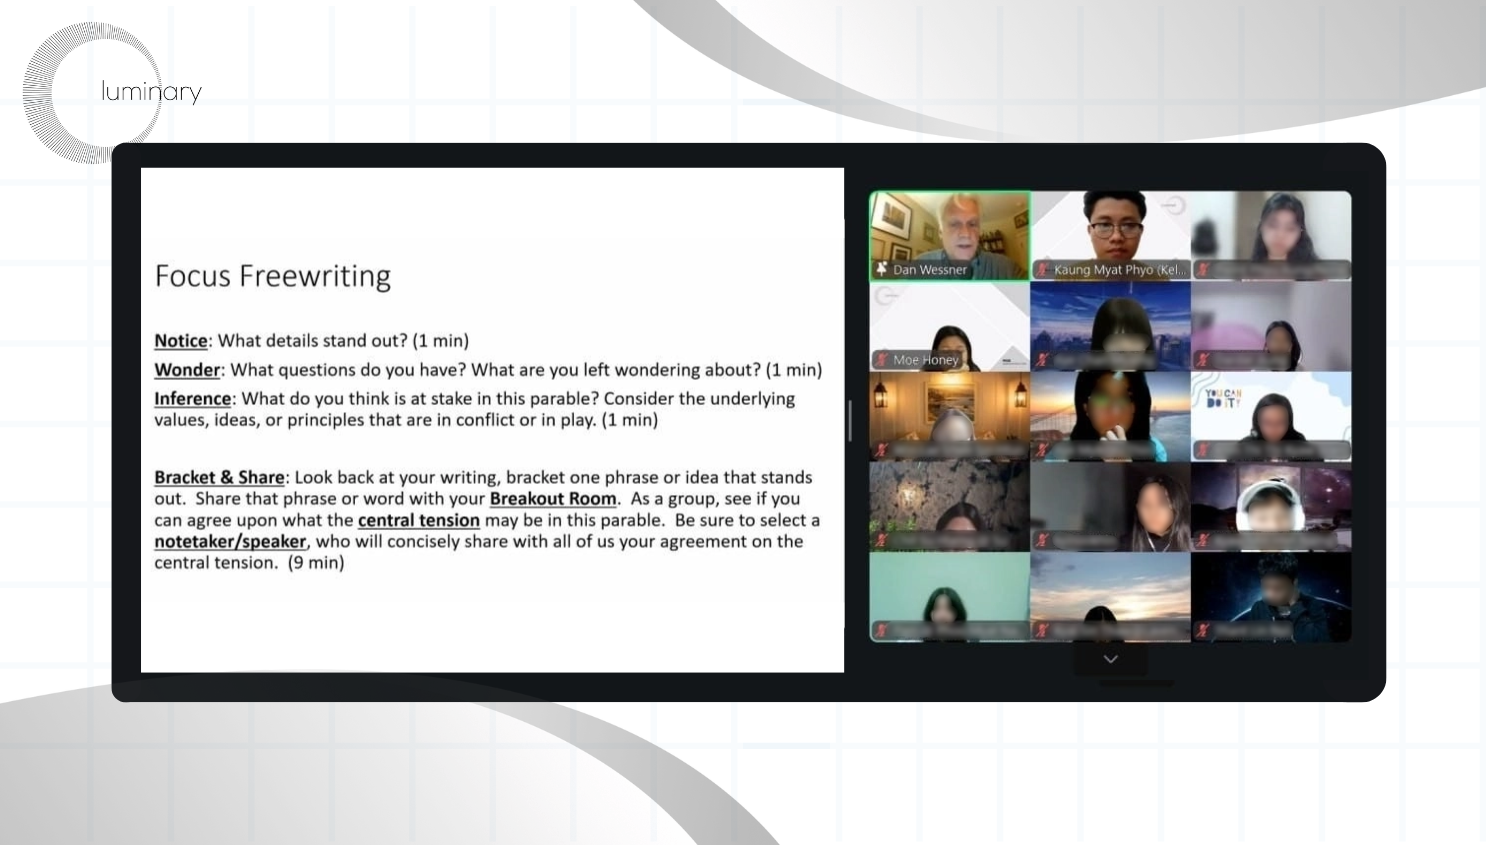 luminary
Focus Freewriting
Notice: What details stand out? (1 min)
Wonder: What questions do you have? What are you left wondering about? (1 min)
Inference: What do you think is at stake in this parable? Consider the underlying
values, ideas, or principles that are in conflict or in play. (1 min)
Bracket & Share: Look back at your writing, bracket one phrase or idea that stands
out. Share that phrase or word with your Breakout Room. As a group, see if you
can agree upon what the central tension may be in this parable. Be sure to select a
notetaker/speaker, who will concisely share with all of us your agreement on the
central tension. (9 min)
Dan Wessner
Kaung Myat Phyo (Kel...
Moe Honey
YOU CAN
DO IT!